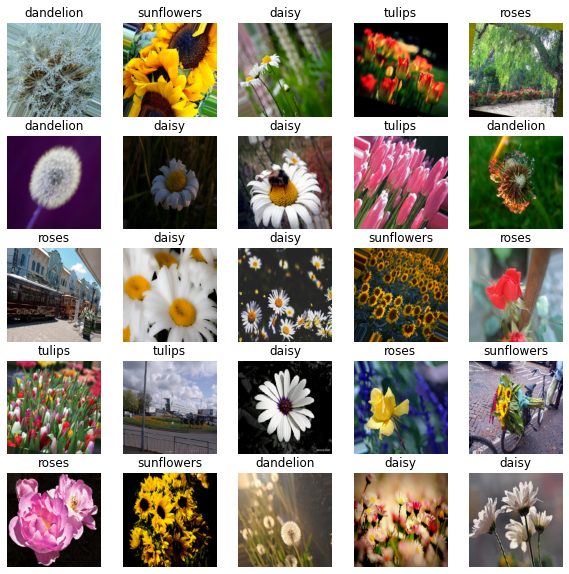 dandelion sunflowers daisy tulips roses
dandelion daisy daisy tulips dandelion
roses daisy daisy sunflowers roses
tulips tulips daisy roses sunflowers
roses sunflowers dandelion daisy daisy